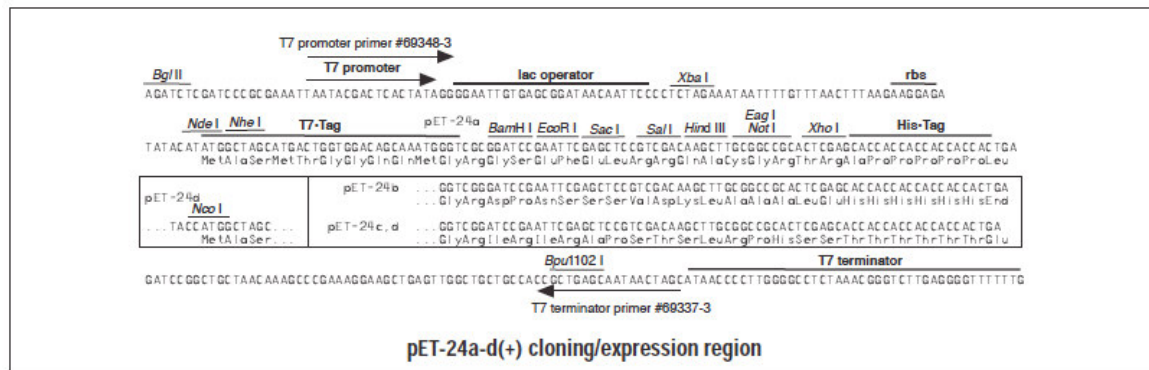 T7 promoter primer #69348-3
Bgl II T7 promoter lac operator Xba I rbs
AGATCTCGATCCCGCGAAATTAATACGACTCACTATAGGGGAATTGTGAGCGGATAACAATTCCCCTCTAGAAATAATTTTGTTTAACTTTAAGAAGGAGA
Nde I Nhe I T7•Tag pET-24a BamH I EcoR I Sac I Sal I Hind III Eag I Not I Xho I His•Tag
TATACATATGGCTAGCATGACTGGTGGACAGCAAATGGGTCGCGGATCCGAATTCGAGCTCCGTCGACAAGCTTGCGGCCGCACTCGAGCACCACCACCACCACCACTGA
MetAlaSerMetThrGlyGlyGlnGlnMetGlyArgGlySerGluPheGluLeuArgArgGlnAlaCysGlyArgThrArgAlaProProProProProLeu
pET-24d
Nco I
...TACCATGGCTAGC...
MetAlaSer...
pET-24b ...GGTCGGGATCCGAATTCGAGCTCCGTCGACAAGCTTGCGGCCGCACTCGAGCACCACCACCACCACCACTGA
GlyArgAspProAsnSerSerSerValAspLysLeuAlaAlaAlaLeuGluHisHisHisHisHisHisEnd
pET-24c,d ...GGTCGGATCCGAATTCGAGCTCCGTCGACAAGCTTGCGGCCGCACTCGAGCACCACCACCACCACCACTGA
GlyArgIleArgIleArgAlaProSerThrSerLeuArgProHisSerSerThrThrThrThrThrThrGlu
Bpu1102 I T7 terminator
GATCCGGCTGCTAACAAAGCCCGAAAGGAAGCTGAGTTGGCTGCTGCCACCGCTGAGCAATAACTAGCATAACCCCTTGGGGCCTCTAAACGGGTCTTGAGGGGTTTTTTG
T7 terminator primer #69337-3
pET-24a-d(+) cloning/expression region